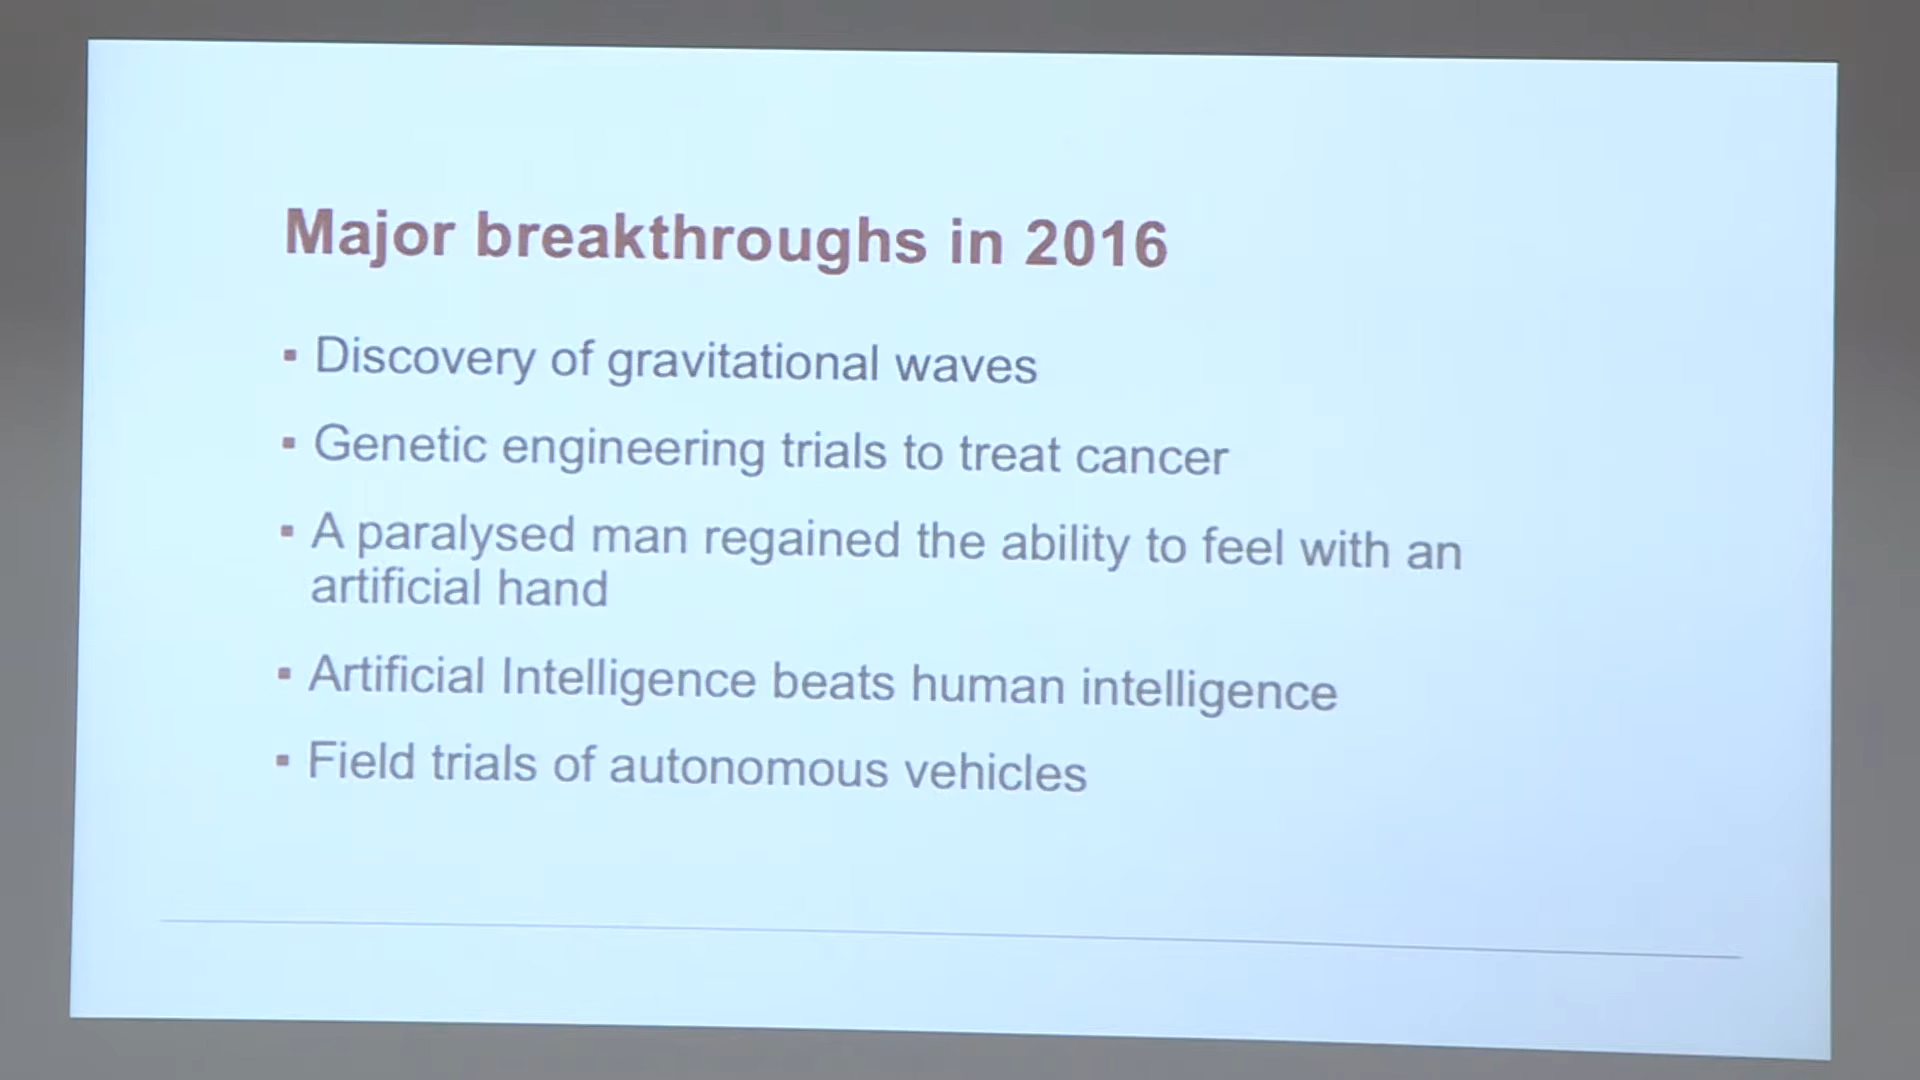 Major breakthroughs in 2016
▪ Discovery of gravitational waves
▪ Genetic engineering trials to treat cancer
▪ A paralysed man regained the ability to feel with an
artificial hand
▪ Artificial Intelligence beats human intelligence
▪ Field trials of autonomous vehicles